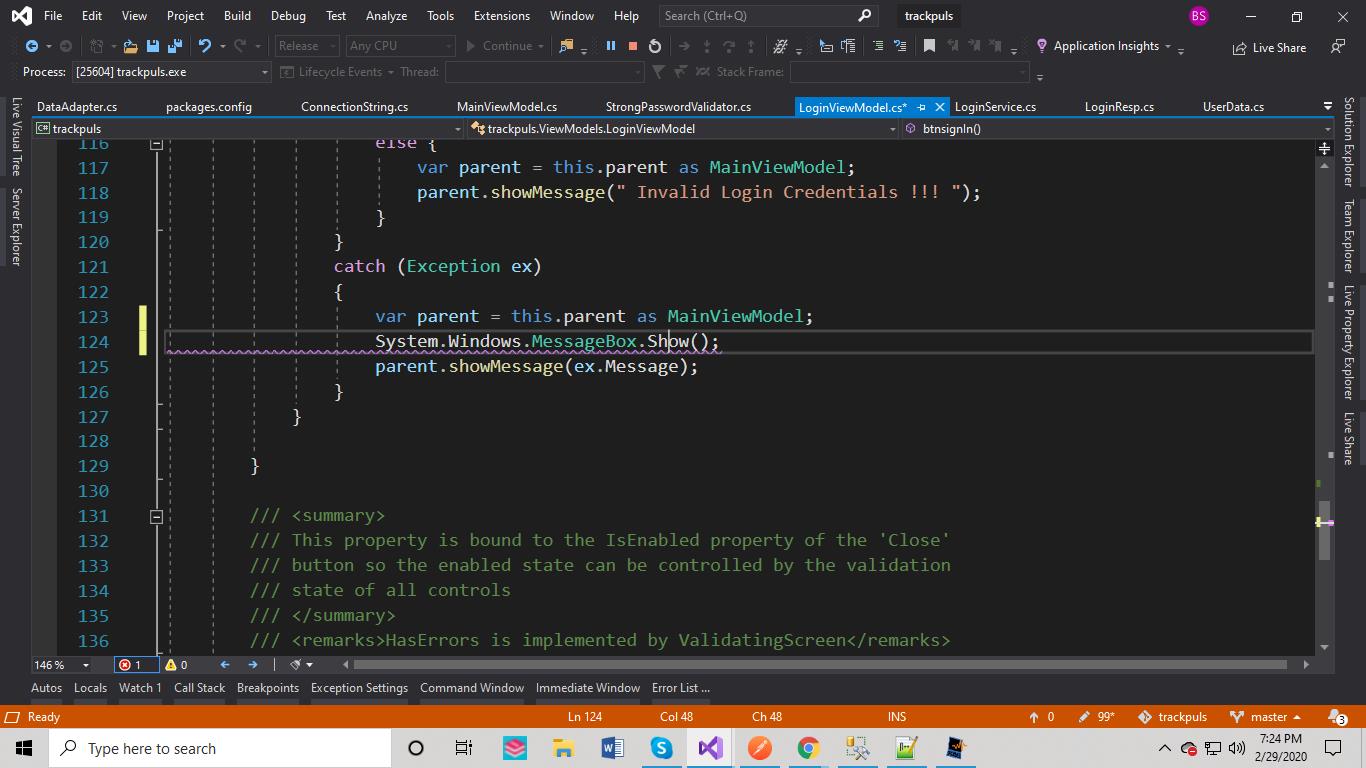 File Edit View Project Build Debug Test Analyze Tools Extensions Window Help Search (Ctrl+Q) trackpuls BS
Release Any CPU Continue Application Insights Live Share
Process: [25604] trackpuls.exe Lifecycle Events Thread: Stack Frame:
DataAdapter.cs packages.config ConnectionString.cs MainViewModel.cs StrongPasswordValidator.cs LoginViewModel.cs* LoginService.cs LoginResp.cs UserData.cs
C# trackpuls trackpuls.ViewModels.LoginViewModel btnsignIn()
Live Visual Tree
Server Explorer
116 else {
117 var parent = this.parent as MainViewModel;
118 parent.showMessage(" Invalid Login Credentials !!! ");
119 }
120 }
121 catch (Exception ex)
122 {
123 var parent = this.parent as MainViewModel;
124 System.Windows.MessageBox.Show();
125 parent.showMessage(ex.Message);
126 }
127 }
128
129 }
130
131 /// <summary>
132 /// This property is bound to the IsEnabled property of the 'Close'
133 /// button so the enabled state can be controlled by the validation
134 /// state of all controls
135 /// </summary>
136 /// <remarks>HasErrors is implemented by ValidatingScreen</remarks>
Solution Explorer
Team Explorer
Live Property Explorer
Live Share
146 % 1 0
Autos Locals Watch 1 Call Stack Breakpoints Exception Settings Command Window Immediate Window Error List ...
Ready Ln 124 Col 48 Ch 48 INS 0 99* trackpuls master 3
Type here to search 7:24 PM
2/29/2020